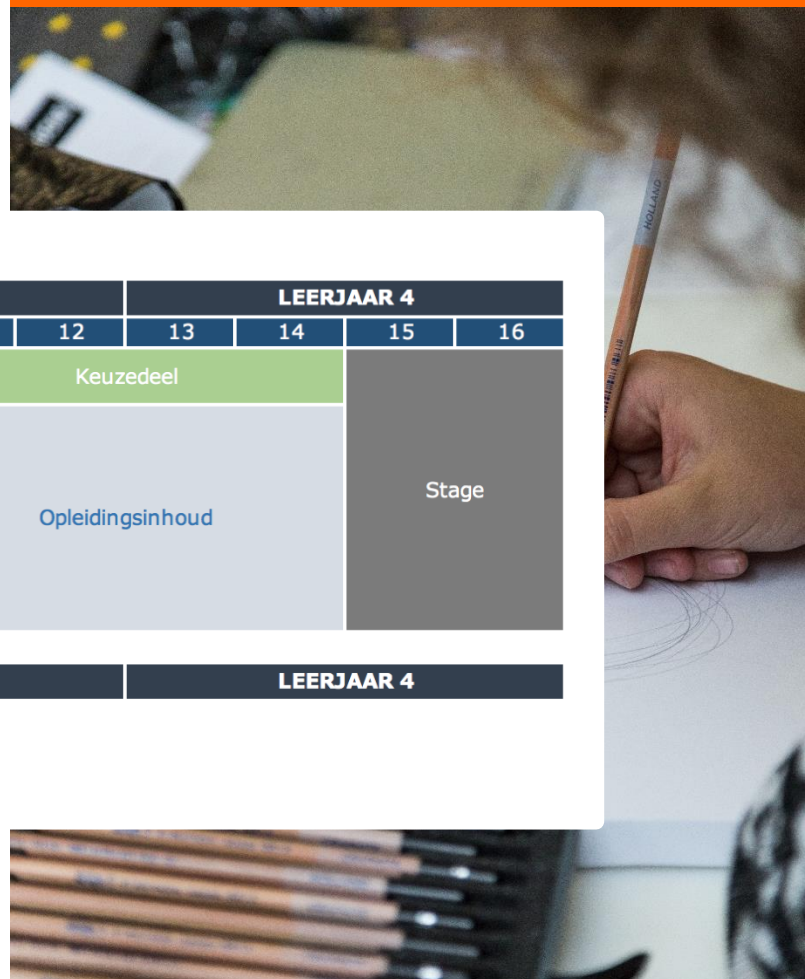 HOLLAND
LEERJAAR 4
12 13 14 15 16
Keuzedeel
Stage
Opleidingsinhoud
LEERJAAR 4